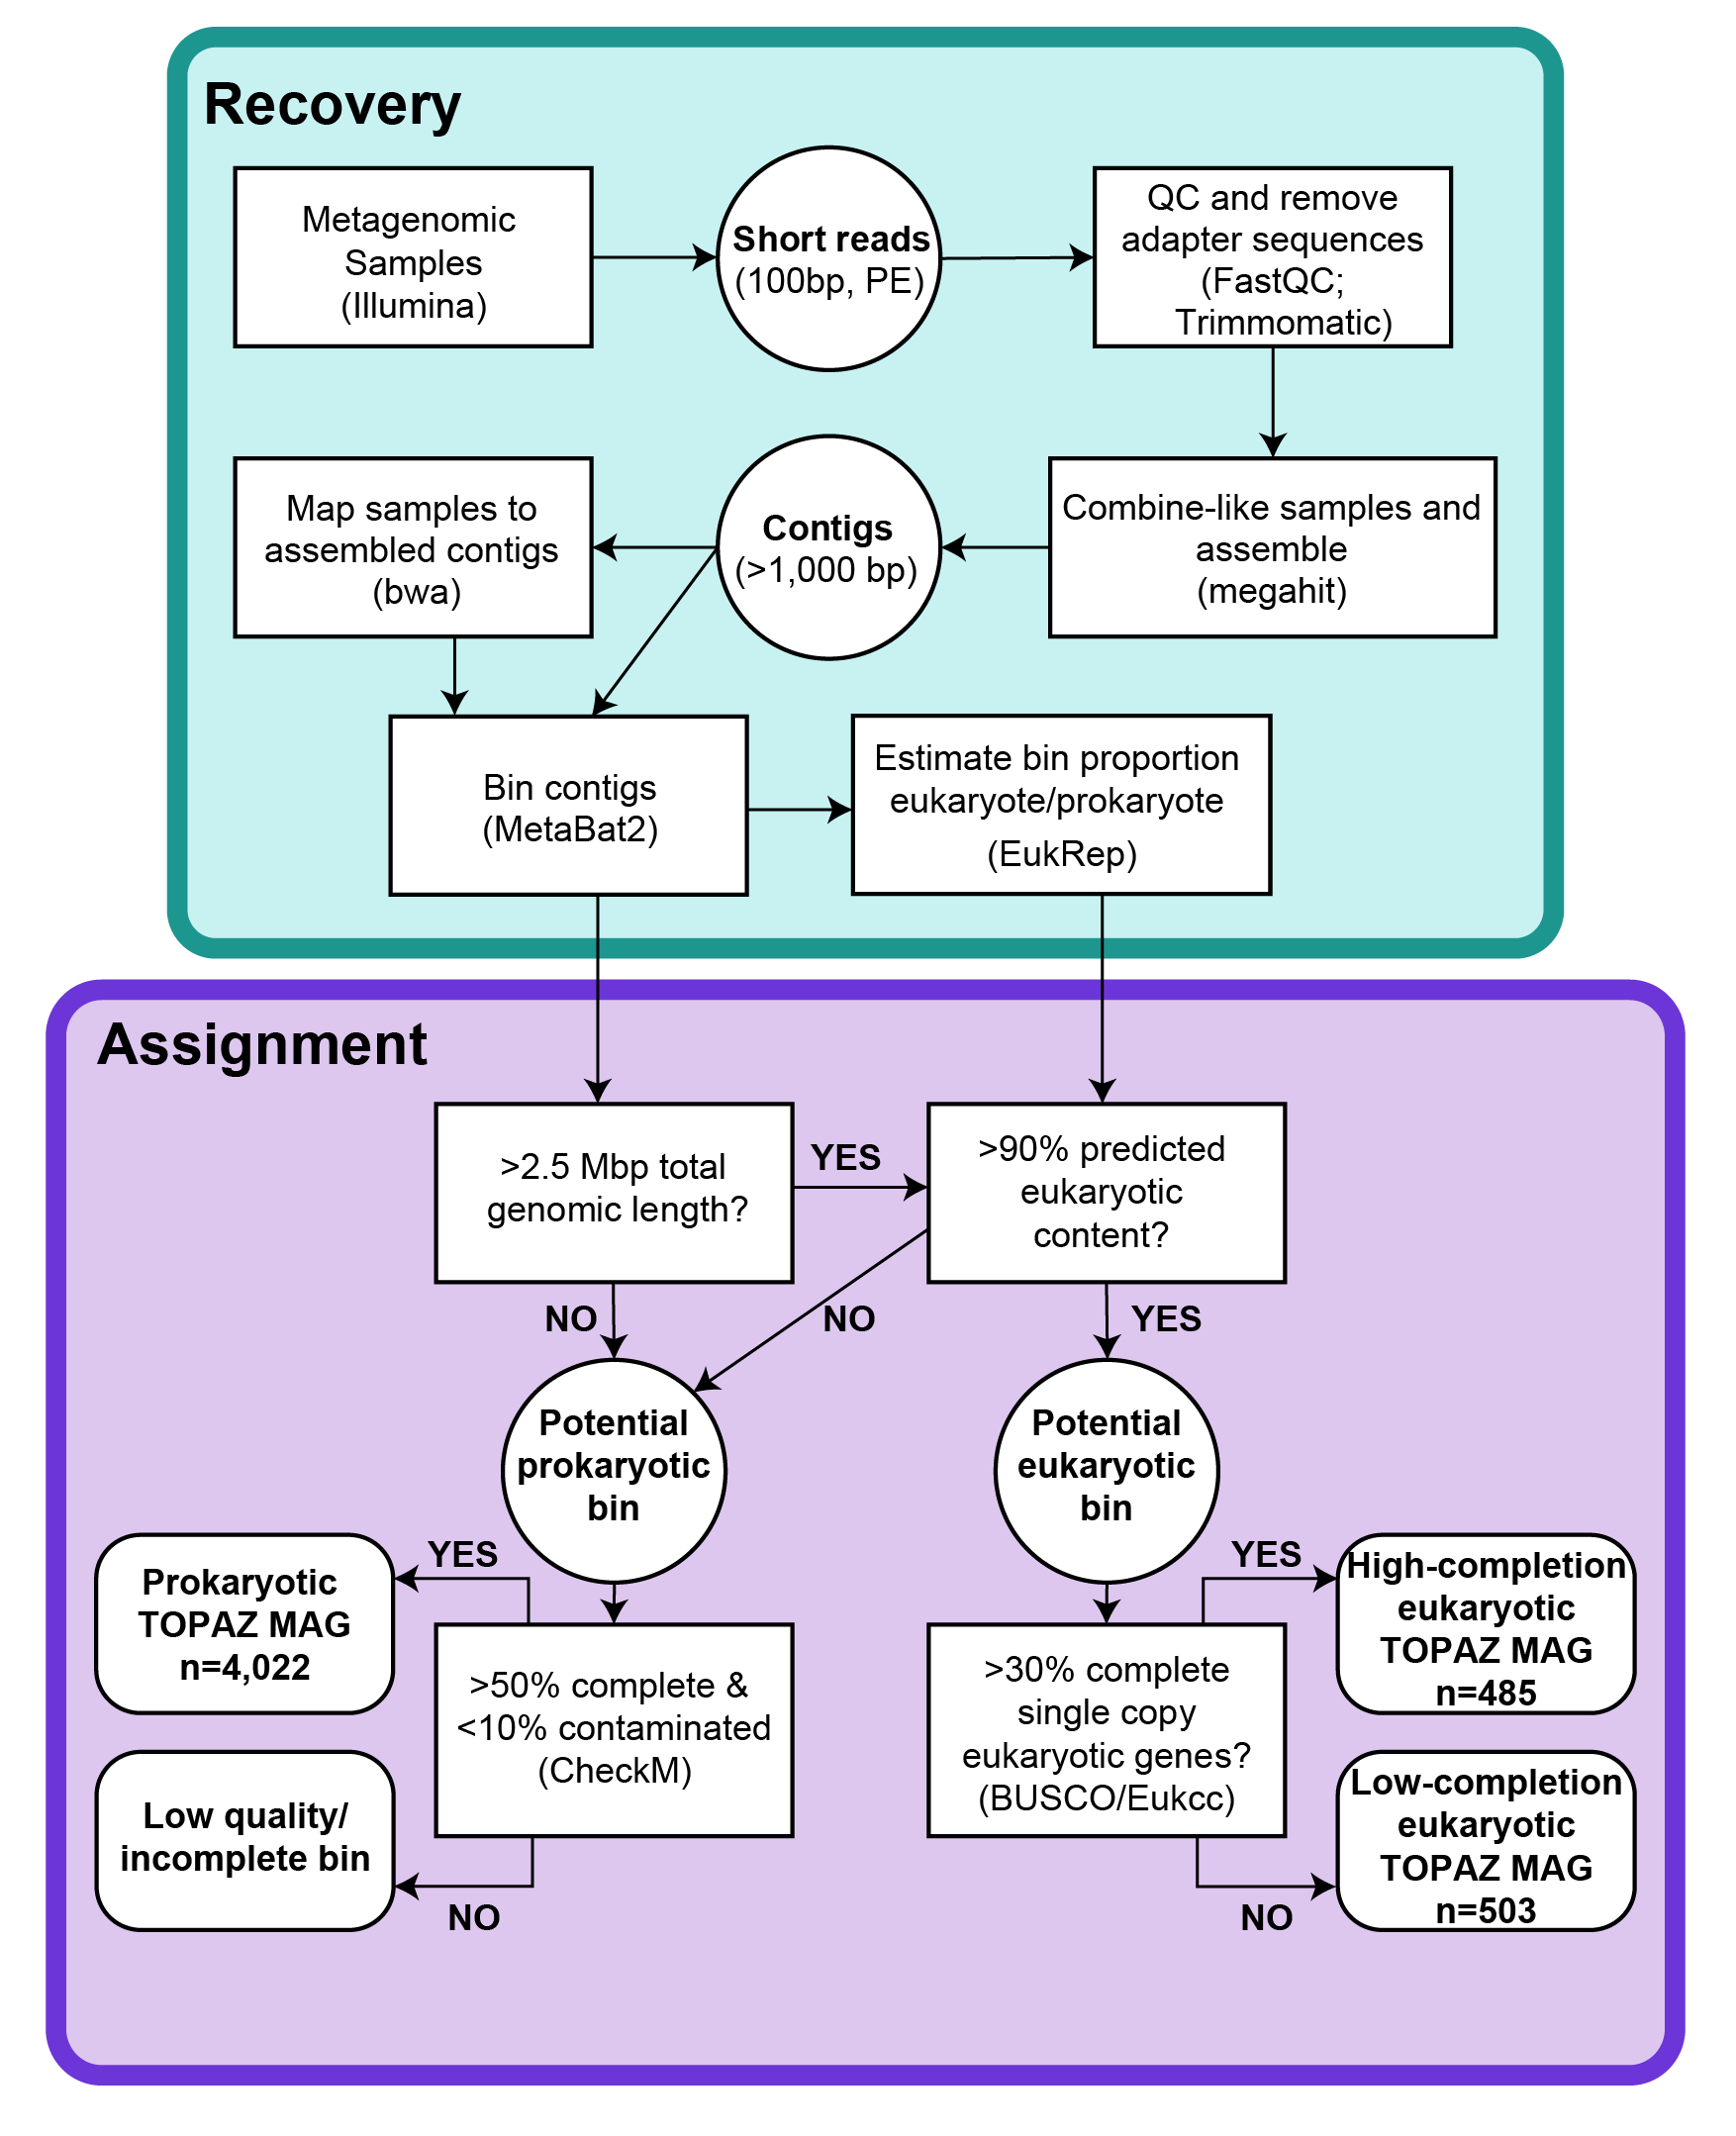 Recovery
Metagenomic
Samples
(Illumina)
Short reads
(100bp, PE)
QC and remove
adapter sequences
(FastQC;
Trimmomatic)
Map samples to
assembled contigs
(bwa)
Contigs
(>1,000 bp)
Combine-like samples and
assemble
(megahit)
Bin contigs
(MetaBat2)
Estimate bin proportion
eukaryote/prokaryote
(EukRep)
Assignment
>2.5 Mbp total
genomic length?
YES
>90% predicted
eukaryotic
content?
NO
NO
YES
Potential
prokaryotic
bin
Potential
eukaryotic
bin
YES
Prokaryotic
TOPAZ MAG
n=4,022
>50% complete &
<10% contaminated
(CheckM)
Low quality/
incomplete bin
NO
YES
High-completion
eukaryotic
TOPAZ MAG
n=485
>30% complete
single copy
eukaryotic genes?
(BUSCO/Eukcc)
Low-completion
eukaryotic
TOPAZ MAG
n=503
NO